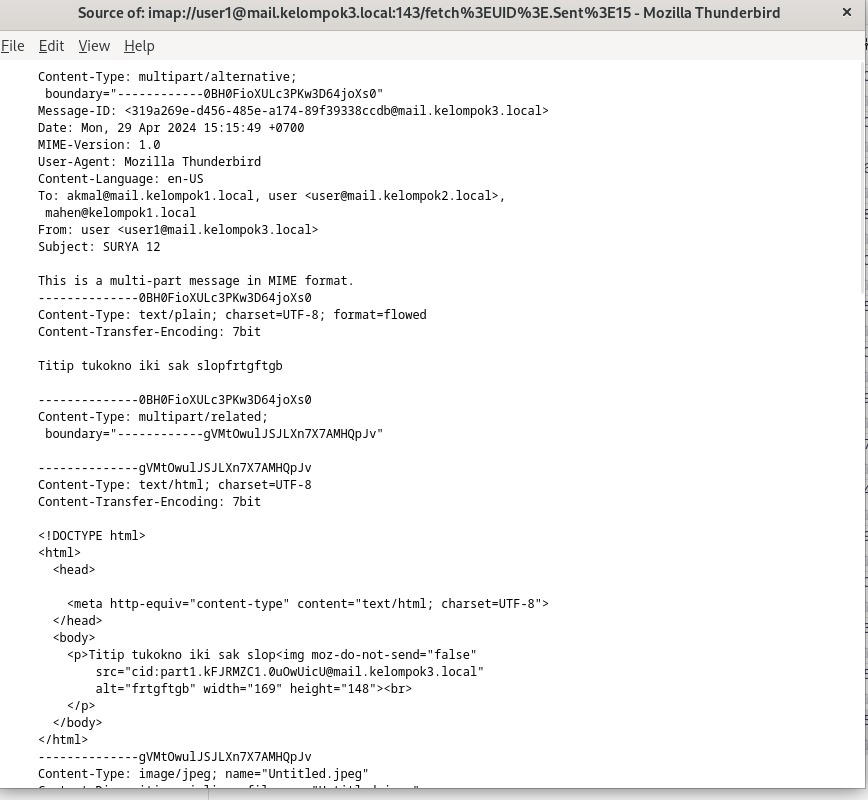 Source of: imap://user1@mail.kelompok3.local:143/fetch%3EUID%3E.Sent%3E15 - Mozilla Thunderbird ×
File Edit View Help
Content-Type: multipart/alternative;
 boundary="------------0BH0FioXULc3PKw3D64joXs0"
Message-ID: <319a269e-d456-485e-a174-89f39338ccdb@mail.kelompok3.local>
Date: Mon, 29 Apr 2024 15:15:49 +0700
MIME-Version: 1.0
User-Agent: Mozilla Thunderbird
Content-Language: en-US
To: akmal@mail.kelompok1.local, user <user@mail.kelompok2.local>,
 mahen@kelompok1.local
From: user <user1@mail.kelompok3.local>
Subject: SURYA 12

This is a multi-part message in MIME format.
--------------0BH0FioXULc3PKw3D64joXs0
Content-Type: text/plain; charset=UTF-8; format=flowed
Content-Transfer-Encoding: 7bit

Titip tukokno iki sak slopfrtgftgb

--------------0BH0FioXULc3PKw3D64joXs0
Content-Type: multipart/related;
 boundary="------------gVMtOwulJSJLXn7X7AMHQpJv"

--------------gVMtOwulJSJLXn7X7AMHQpJv
Content-Type: text/html; charset=UTF-8
Content-Transfer-Encoding: 7bit

<!DOCTYPE html>
<html>
  <head>

    <meta http-equiv="content-type" content="text/html; charset=UTF-8">
  </head>
  <body>
    <p>Titip tukokno iki sak slop<img moz-do-not-send="false"
        src="cid:part1.kFJRMZC1.0uOwUicU@mail.kelompok3.local"
        alt="frtgftgb" width="169" height="148"><br>
    </p>
  </body>
</html>
--------------gVMtOwulJSJLXn7X7AMHQpJv
Content-Type: image/jpeg; name="Untitled.jpeg"